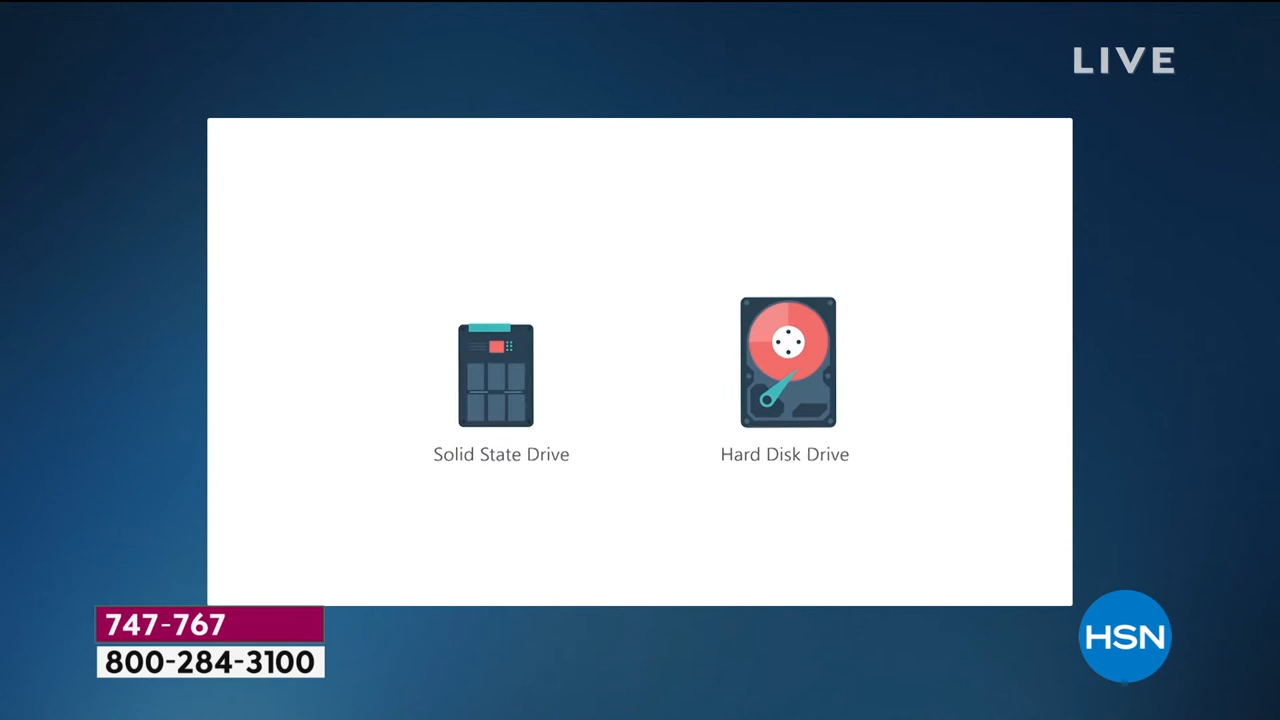 LIVE
Solid State Drive
Hard Disk Drive
747-767
800-284-3100
HSN